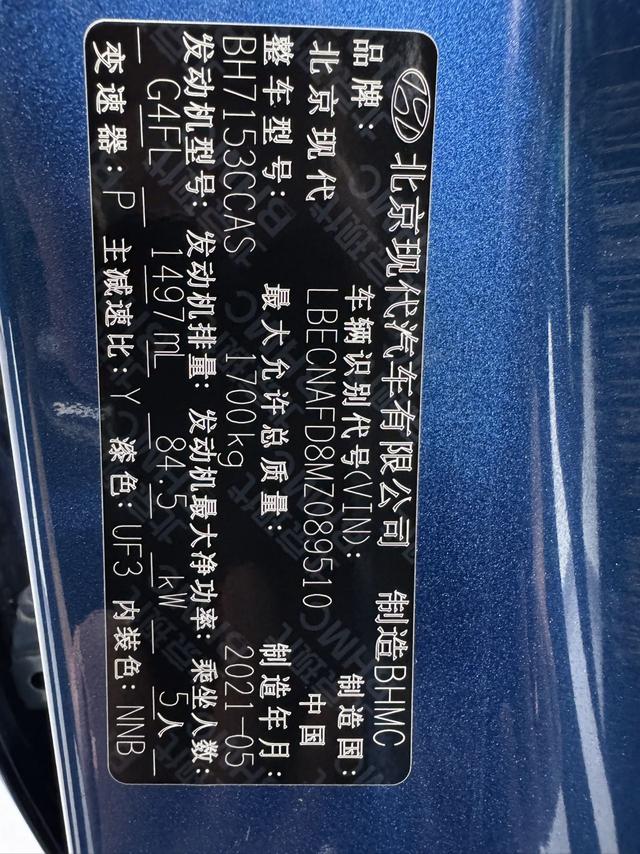 北京现代汽车有限公司 制造BHMC
品牌: 车辆识别代号(VIN): 制造国:
北京现代 LBECNAFD8MZ089510 中国
整车型号: 最大允许总质量: 制造年月:
BH7153CCAS 1700kg 2021-05
发动机型号: 发动机排量: 发动机最大净功率: 乘坐人数:
G4FL 1497mL 84.5 kW 5人
变速器: P 主减速比: Y 漆色: UF3 内装色: NNB